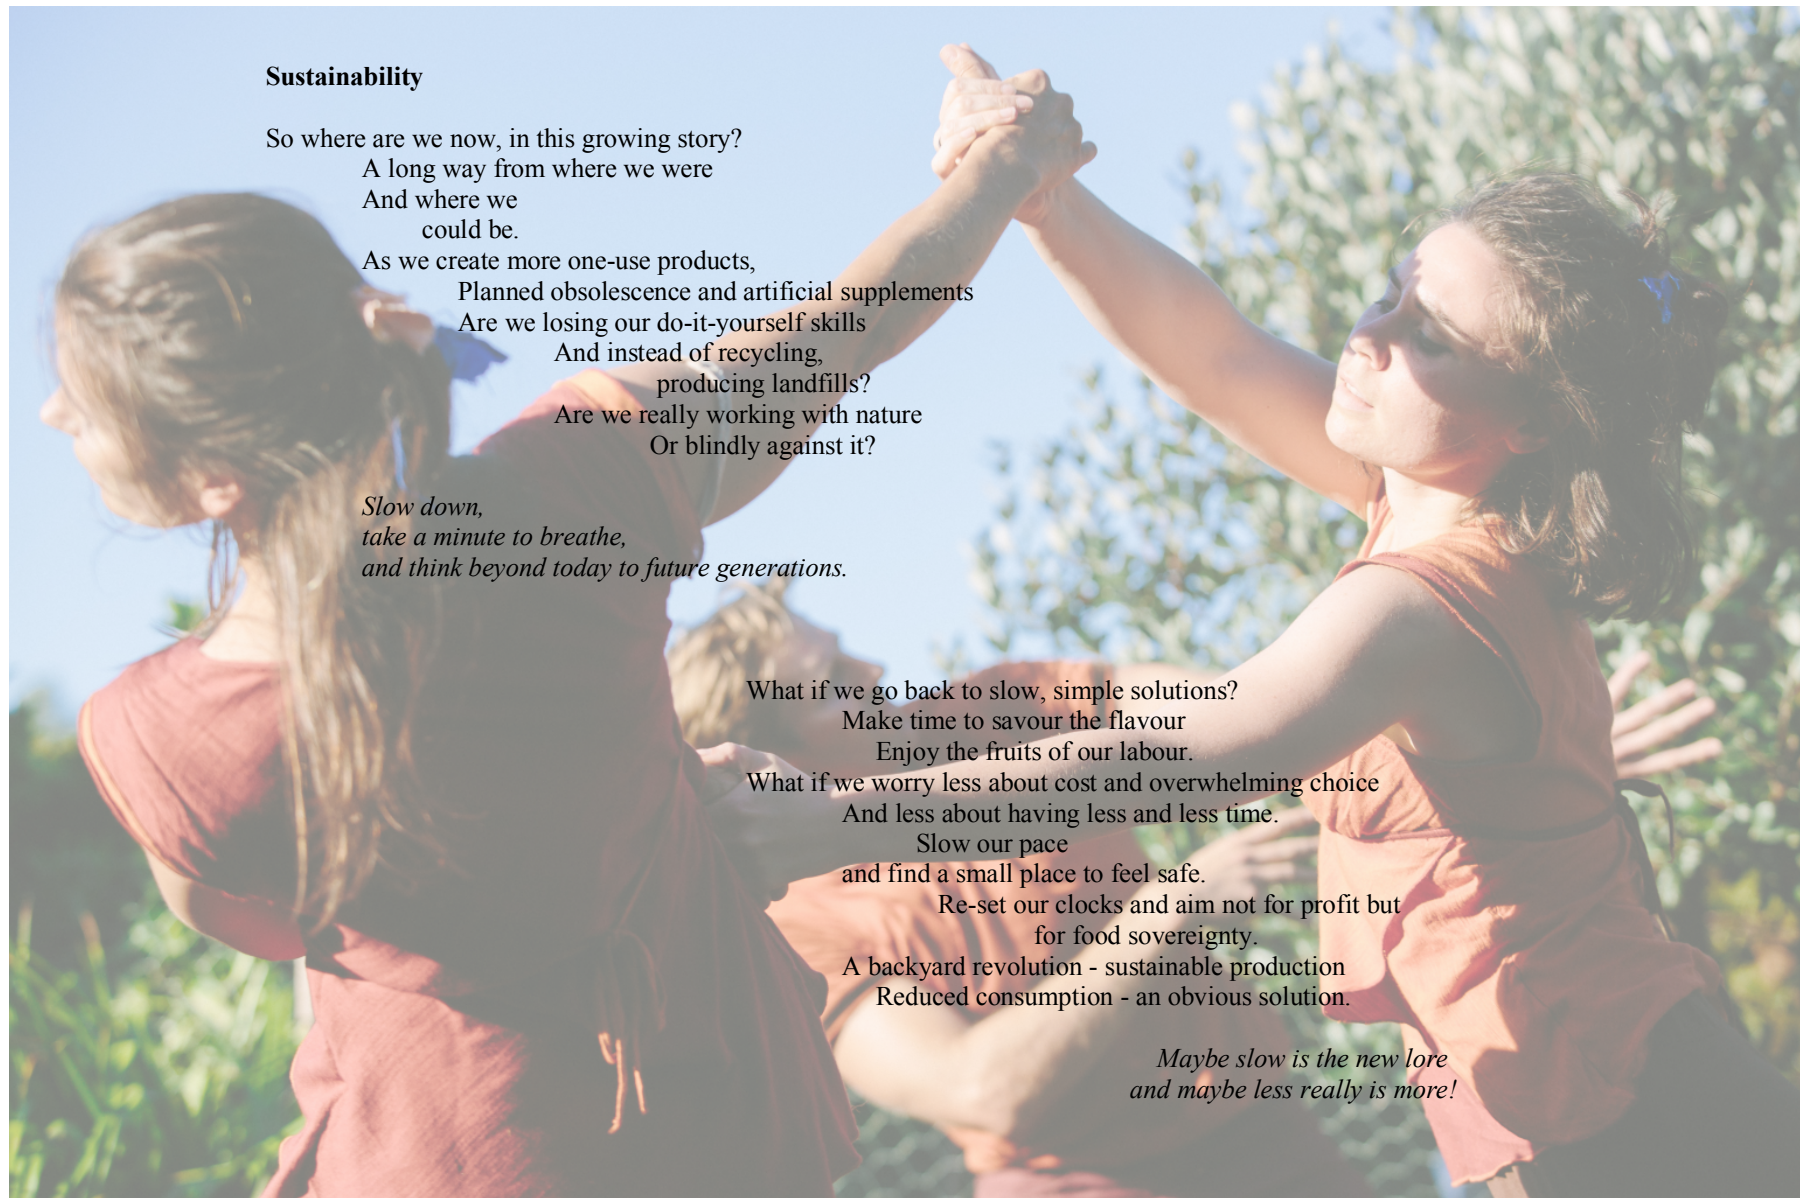 Sustainability
So where are we now, in this growing story?
A long way from where we were
And where we
could be.
As we create more one-use products,
Planned obsolescence and artificial supplements
Are we losing our do-it-yourself skills
And instead of recycling,
producing landfills?
Are we really working with nature
Or blindly against it?
Slow down,
take a minute to breathe,
and think beyond today to future generations.
What if we go back to slow, simple solutions?
Make time to savour the flavour
Enjoy the fruits of our labour.
What if we worry less about cost and overwhelming choice
And less about having less and less time.
Slow our pace
and find a small place to feel safe.
Re-set our clocks and aim not for profit but
for food sovereignty.
A backyard revolution - sustainable production
Reduced consumption - an obvious solution.
Maybe slow is the new lore
and maybe less really is more!